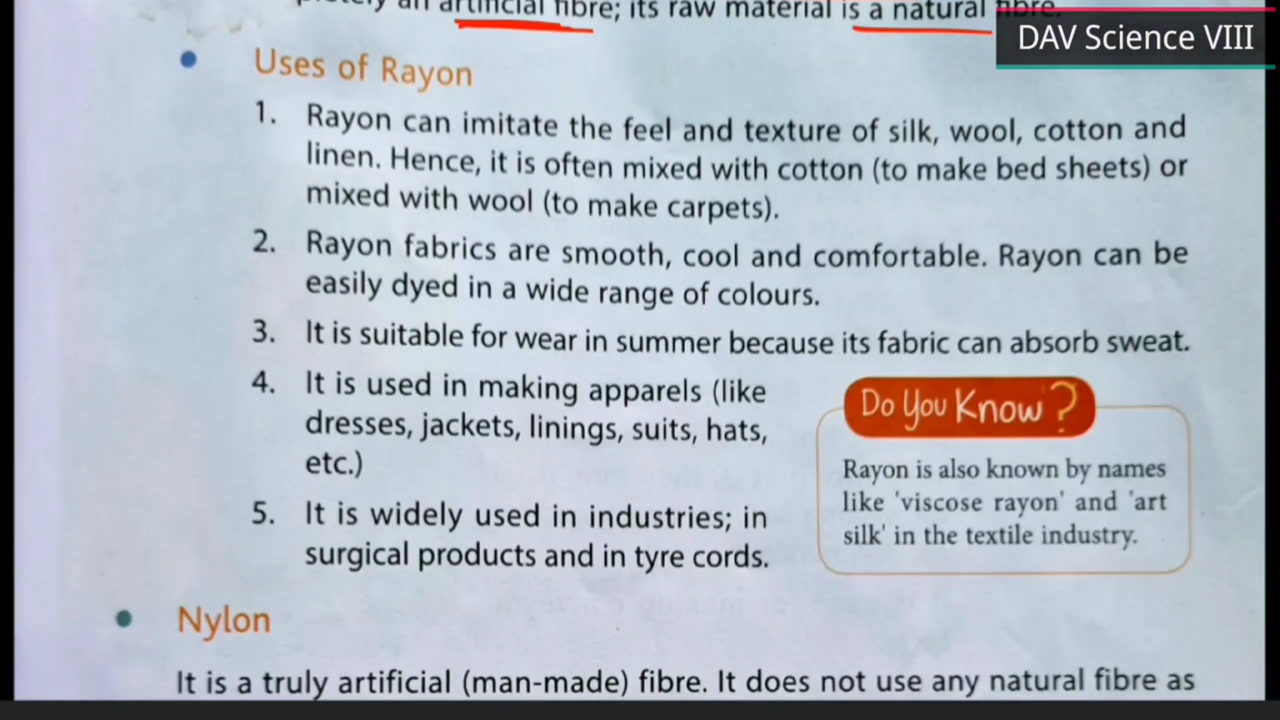 an artificial fibre; its raw material is a natural fibre.
DAV Science VIII
Uses of Rayon
1. Rayon can imitate the feel and texture of silk, wool, cotton and
linen. Hence, it is often mixed with cotton (to make bed sheets) or
mixed with wool (to make carpets).
2. Rayon fabrics are smooth, cool and comfortable. Rayon can be
easily dyed in a wide range of colours.
3. It is suitable for wear in summer because its fabric can absorb sweat.
4. It is used in making apparels (like
dresses, jackets, linings, suits, hats,
etc.)
5. It is widely used in industries; in
surgical products and in tyre cords.
Do You Know?
Rayon is also known by names
like 'viscose rayon' and 'art
silk' in the textile industry.
Nylon
It is a truly artificial (man-made) fibre. It does not use any natural fibre as